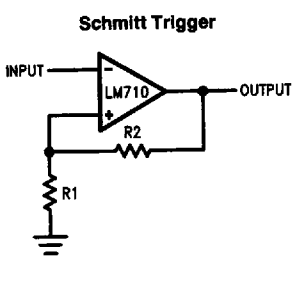 Schmitt Trigger
INPUT
−
LM710
OUTPUT
+
R2
R1